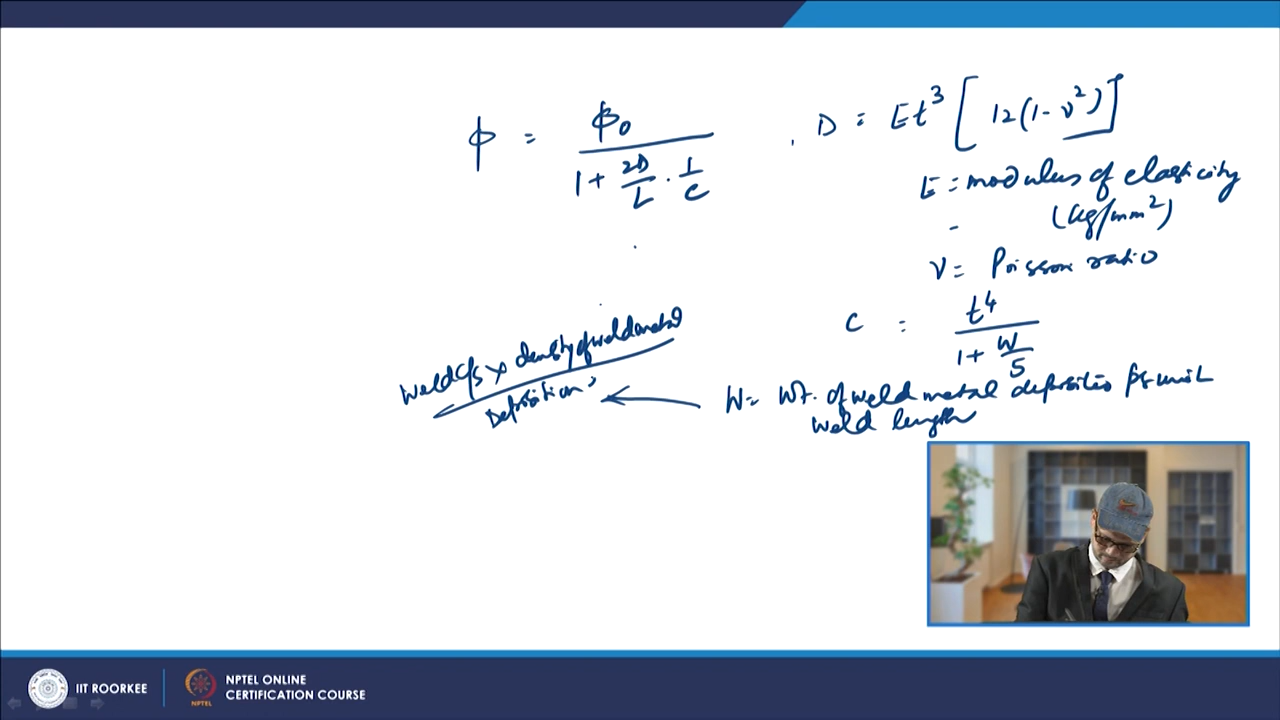 φ = φ₀ / (1 + 2D/L · 1/c) , D = Et³ [ 12(1-ν²) ]
E = modulus of elasticity
(kg/mm²)
ν = Poisson ratio
C = t⁴ / (1 + W/5)
weld c/s × density of weld metal
Deposition
W = Wt. of weld metal deposited per unit
weld length
IIT ROORKEE
NPTEL ONLINE
CERTIFICATION COURSE
NPTEL